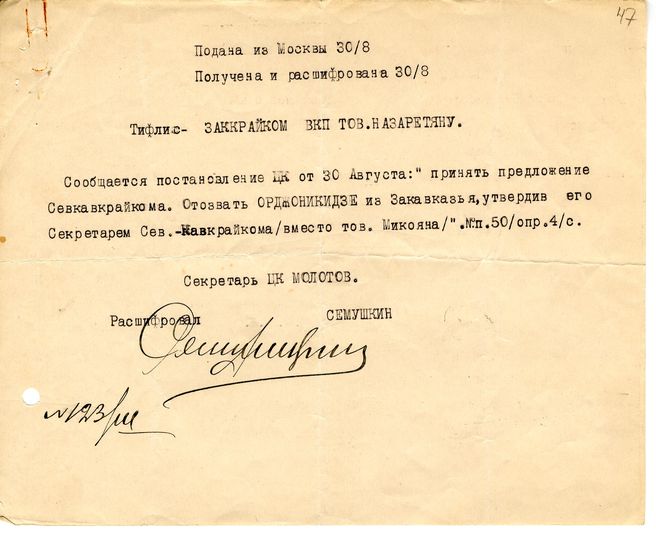 47
Подана из Москвы 30/8
Получена и расшифрована 30/8
Тифлис- ЗАККРАЙКОМ ВКП ТОВ.НАЗАРЕТЯНУ.
Сообщается постановление ЦК от 30 Августа:" принять предложение
Севкавкрайкома. Отозвать ОРДЖОНИКИДЗЕ из Закавказья,утвердив его
Секретарем Сев.-Кавкрайкома/вместо тов. Микояна/".№п.50/опр.4/с.
Секретарь ЦК МОЛОТОВ.
Расшифровал СЕМУШКИН
Семушкин